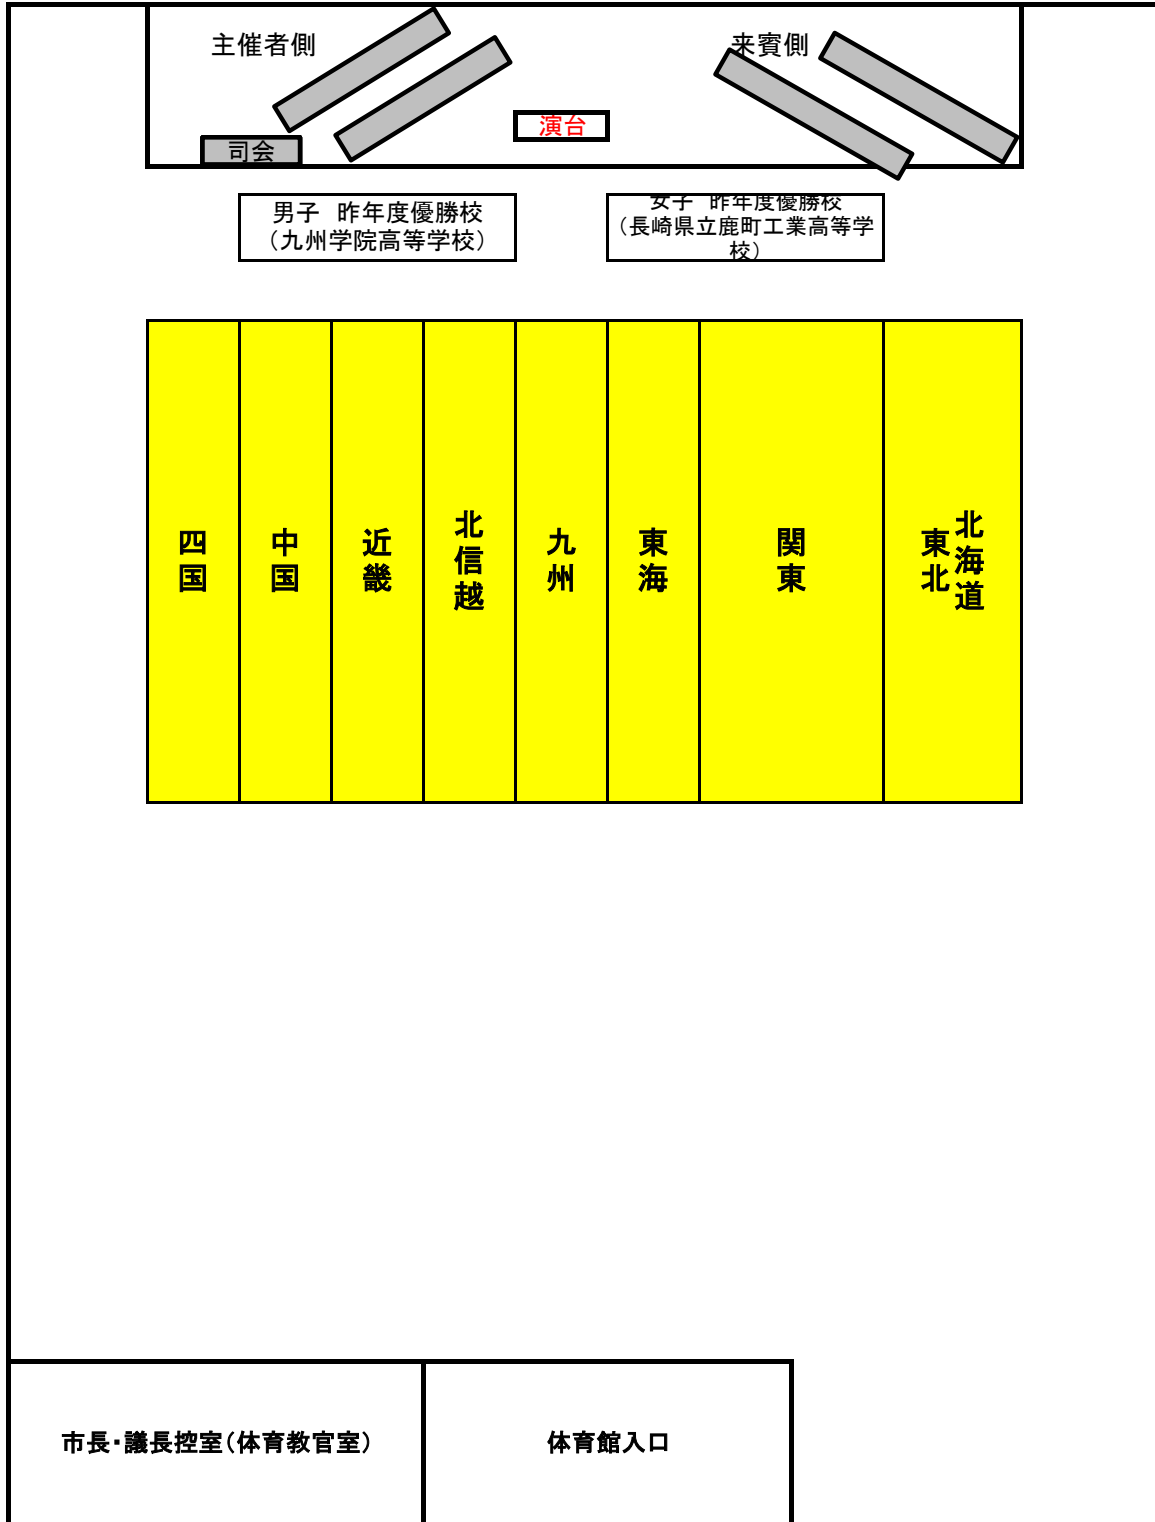 主催者側
来賓側
演台
司会
男子　昨年度優勝校
（九州学院高等学校）
女子　昨年度優勝校
（長崎県立鹿町工業高等学
校）
四国
中国
近畿
北信越
九州
東海
関東
北海道
東北
市長・議長控室（体育教官室）
体育館入口